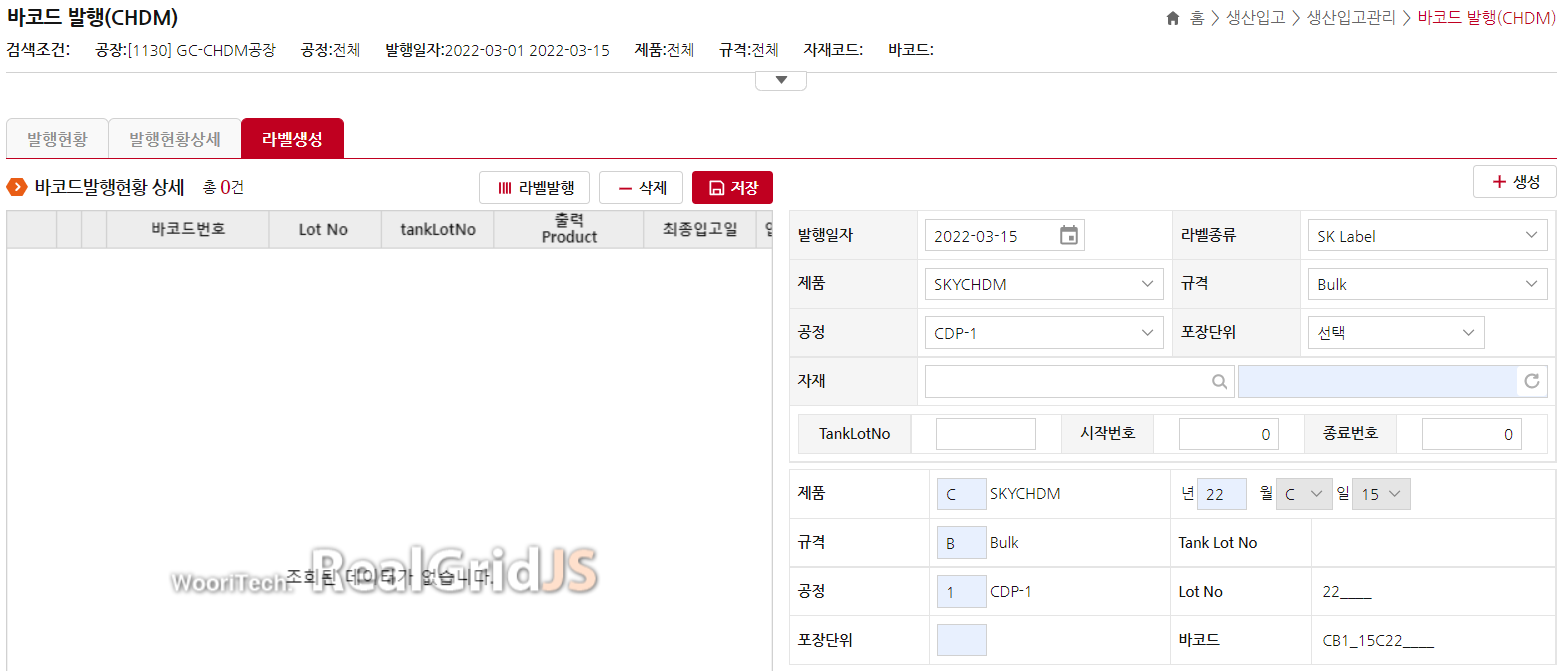 바코드 발행(CHDM)
홈 > 생산입고 > 생산입고관리 > 바코드 발행(CHDM)
검색조건: 공장:[1130] GC-CHDM공장 공정:전체 발행일자:2022-03-01 2022-03-15 제품:전체 규격:전체 자재코드: 바코드:
발행현황 발행현황상세 라벨생성
바코드발행현황 상세 총 0건 라벨발행 삭제 저장
생성
바코드번호 Lot No tankLotNo 출력 Product 최종입고일
조회된 데이터가 없습니다.
WooriTech. RealGridJS
발행일자 2022-03-15 라벨종류 SK Label
제품 SKYCHDM 규격 Bulk
공정 CDP-1 포장단위 선택
자재
TankLotNo 시작번호 0 종료번호 0
제품 C SKYCHDM 년 22 월 C 일 15
규격 B Bulk Tank Lot No
공정 1 CDP-1 Lot No 22____
포장단위 바코드 CB1_15C22____